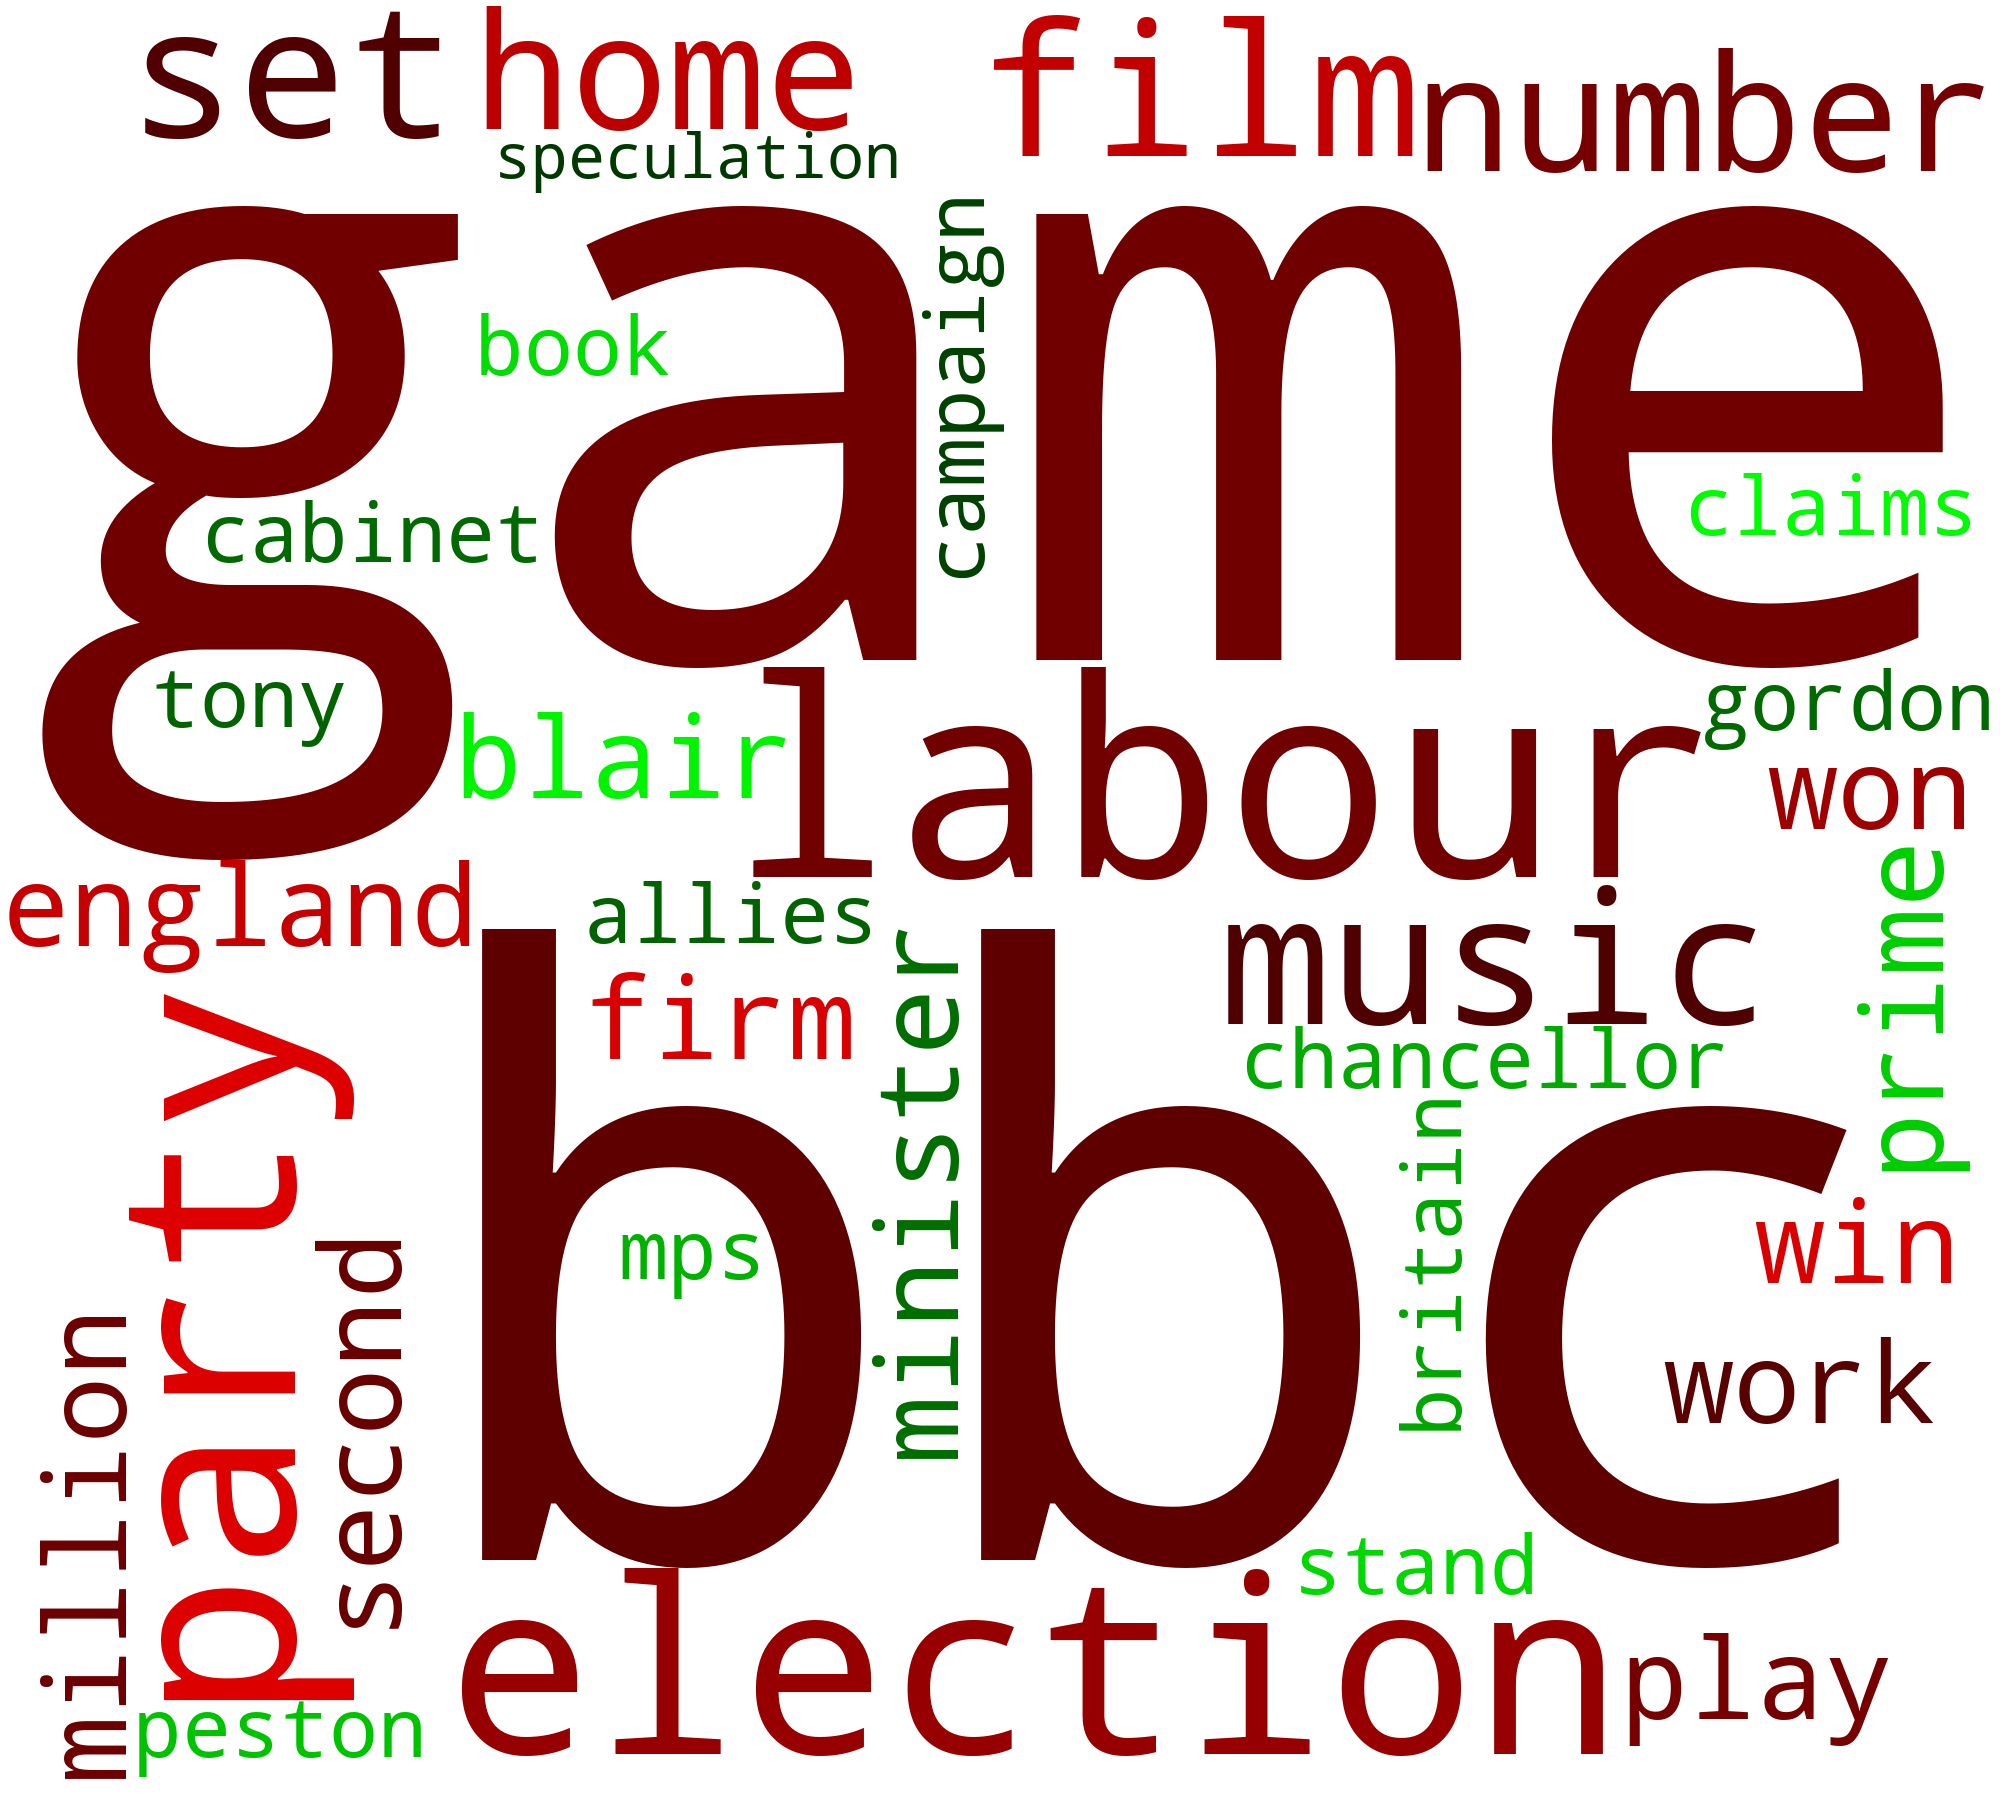 set home film number
speculation
game
campaign
book
cabinet
claims
tony
blair
labour
gordon
won
england
allies
music
prime
firm
minister
chancellor
party
britain
second
mps
win
million
work
stand
election
play
peston
bbc